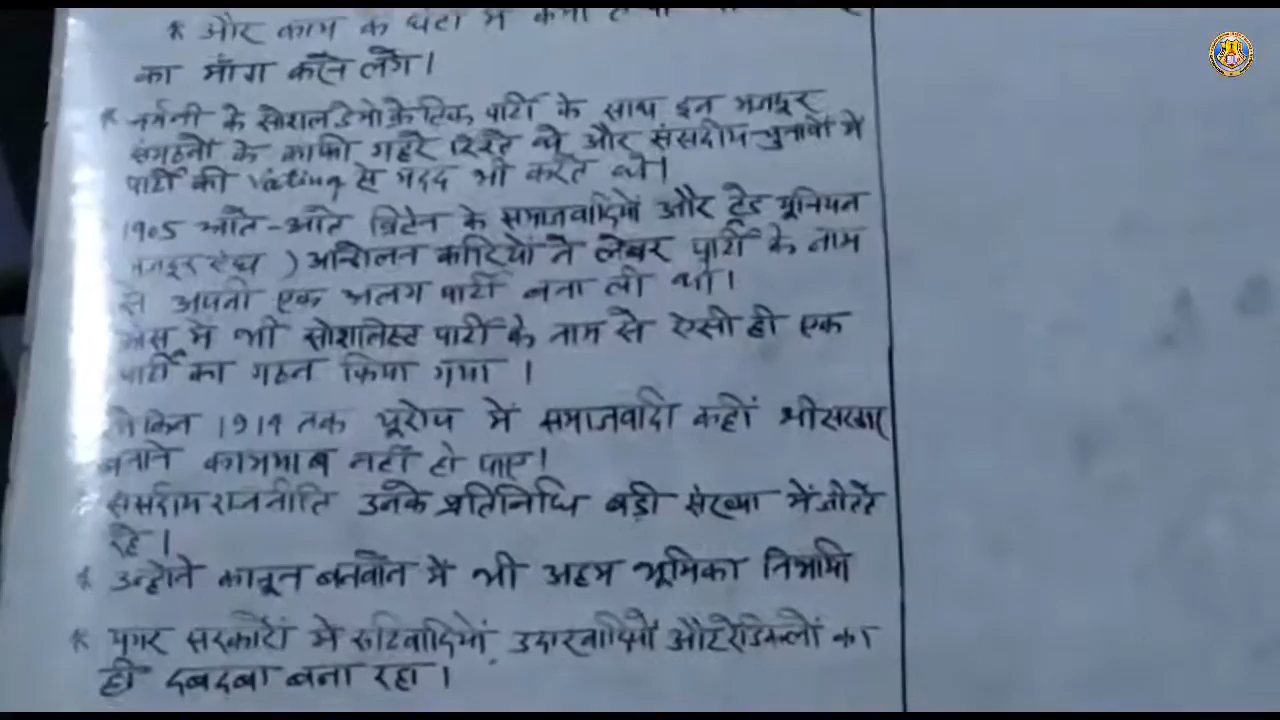 * और काम के घंटों में कमी
का माँग करने लगे।
* जर्मनी के सोशल डेमोक्रेटिक पार्टी के साथ इन मजदूर
संगठनों के काफी गहरे रिश्ते थे और संसदीय चुनावों में
पार्टी की Voting से मदद भी करते थे।
1905 आते-आते ब्रिटेन के समाजवादियों और ट्रेड यूनियन
मजदूर संघ ) आन्दोलन कारियों ने लेबर पार्टी के नाम
से अपनी एक अलग पार्टी बना ली थी।
में भी सोशलिस्ट पार्टी के नाम से ऐसी ही एक
पार्टी का गठन किया गया ।
लेकिन 1914 तक यूरोप में समाजवादी कहीं भी सरकार
बनाने कामयाब नहीं हो पाए।
संसदीय राजनीति उनके प्रतिनिधि बड़ी संख्या में जीतते
रहे ।
* उन्होने कानून बनवाने में भी अहम भूमिका निभायी
* मगर सरकारों में रूढिवादियों, उदारवादियों और रेडिकलों का
ही दबदबा बना रहा ।